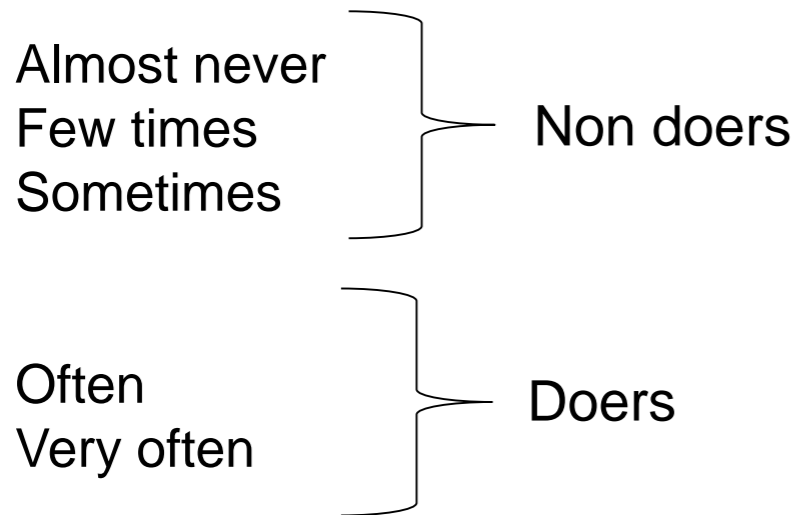 Almost never
Few times
Sometimes
Non doers
Often
Very often
Doers